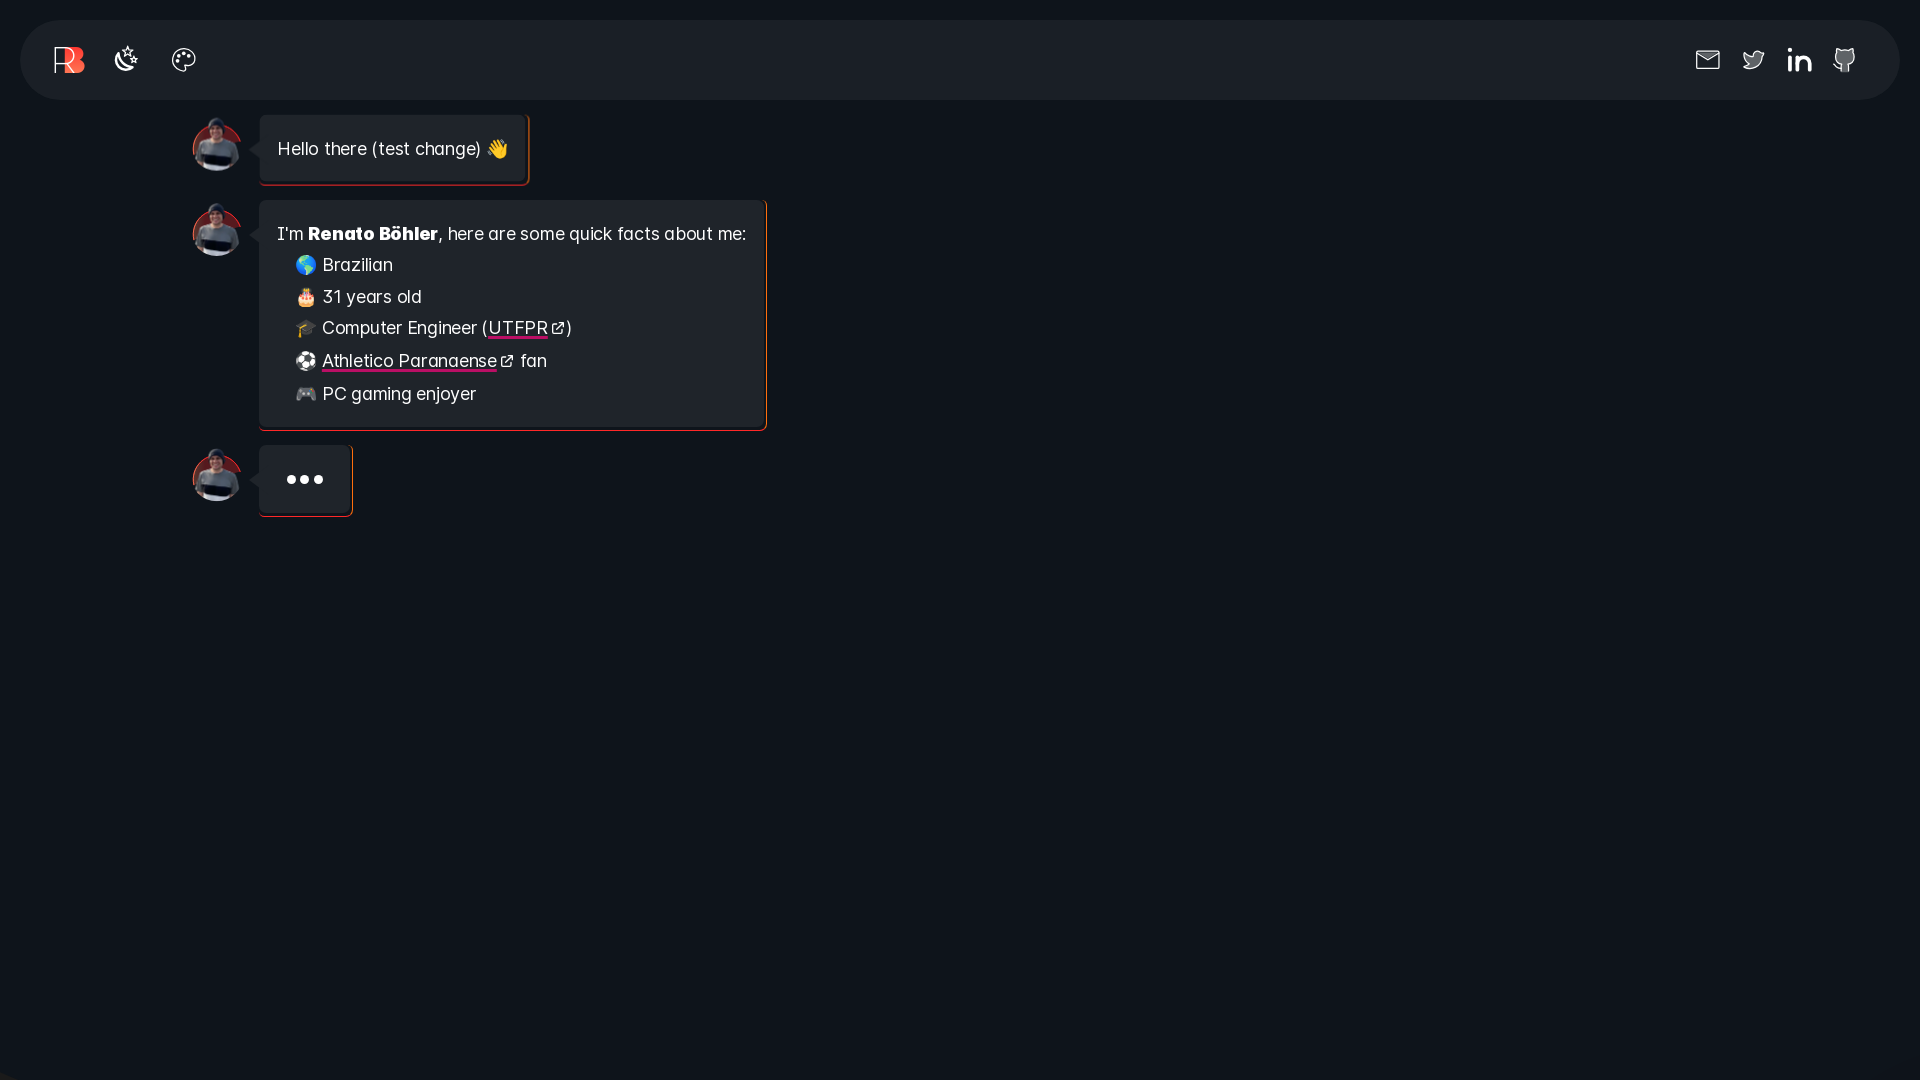 RB
Hello there (test change) 👋
I'm Renato Böhler, here are some quick facts about me:
🌎 Brazilian
🎂 31 years old
🎓 Computer Engineer (UTFPR)
⚽ Athletico Paranaense fan
🎮 PC gaming enjoyer